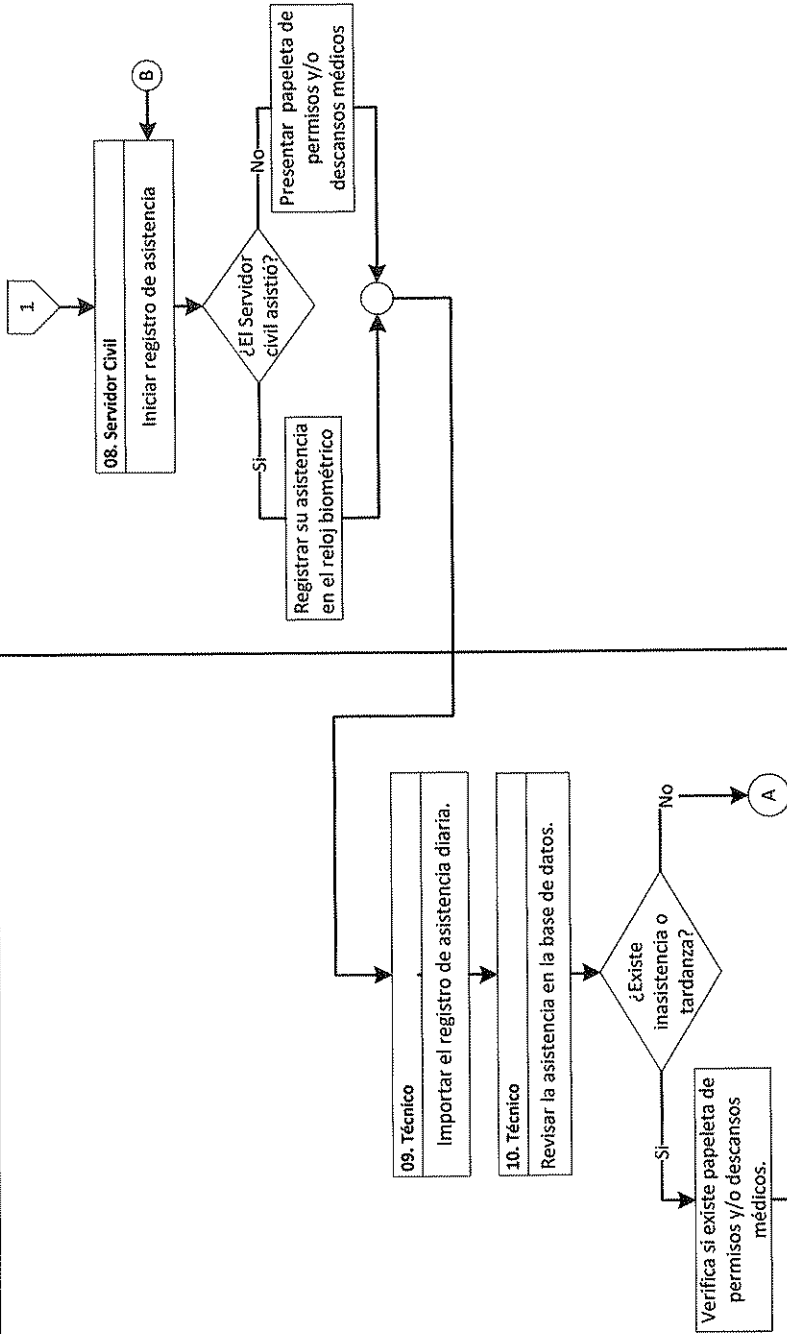 1
08. Servidor Civil
Iniciar registro de asistencia
B
¿El Servidor
civil asistió?
Si
No
Registrar su asistencia
en el reloj biométrico
Presentar papeleta de
permisos y/o
descansos médicos
09. Técnico
Importar el registro de asistencia diaria.
10. Técnico
Revisar la asistencia en la base de datos.
¿Existe
inasistencia o
tardanza?
Si
No
A
Verifica si existe papeleta de
permisos y/o descansos
médicos.